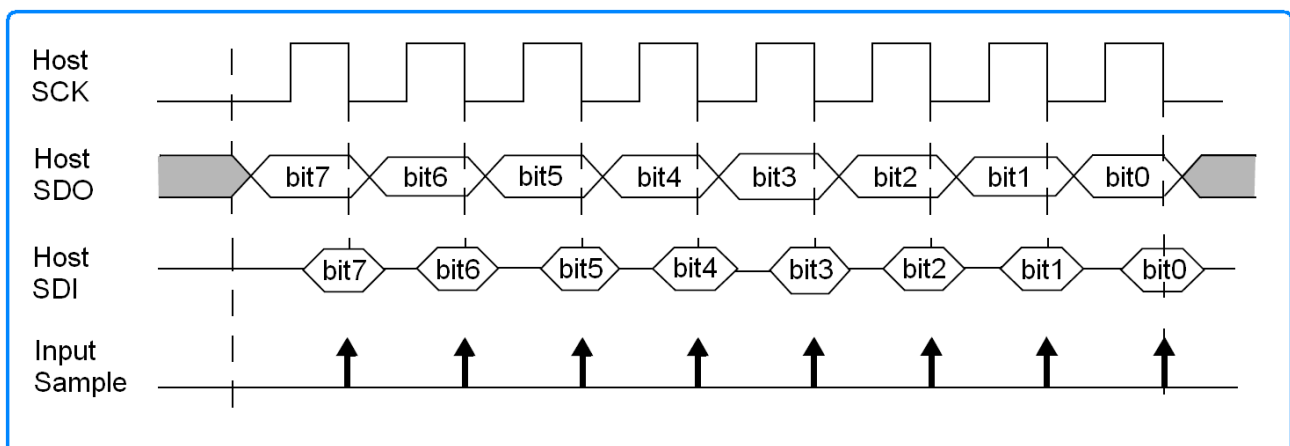 Host
SCK
Host
SDO
bit7 bit6 bit5 bit4 bit3 bit2 bit1 bit0
Host
SDI
bit7 bit6 bit5 bit4 bit3 bit2 bit1 bit0
Input
Sample